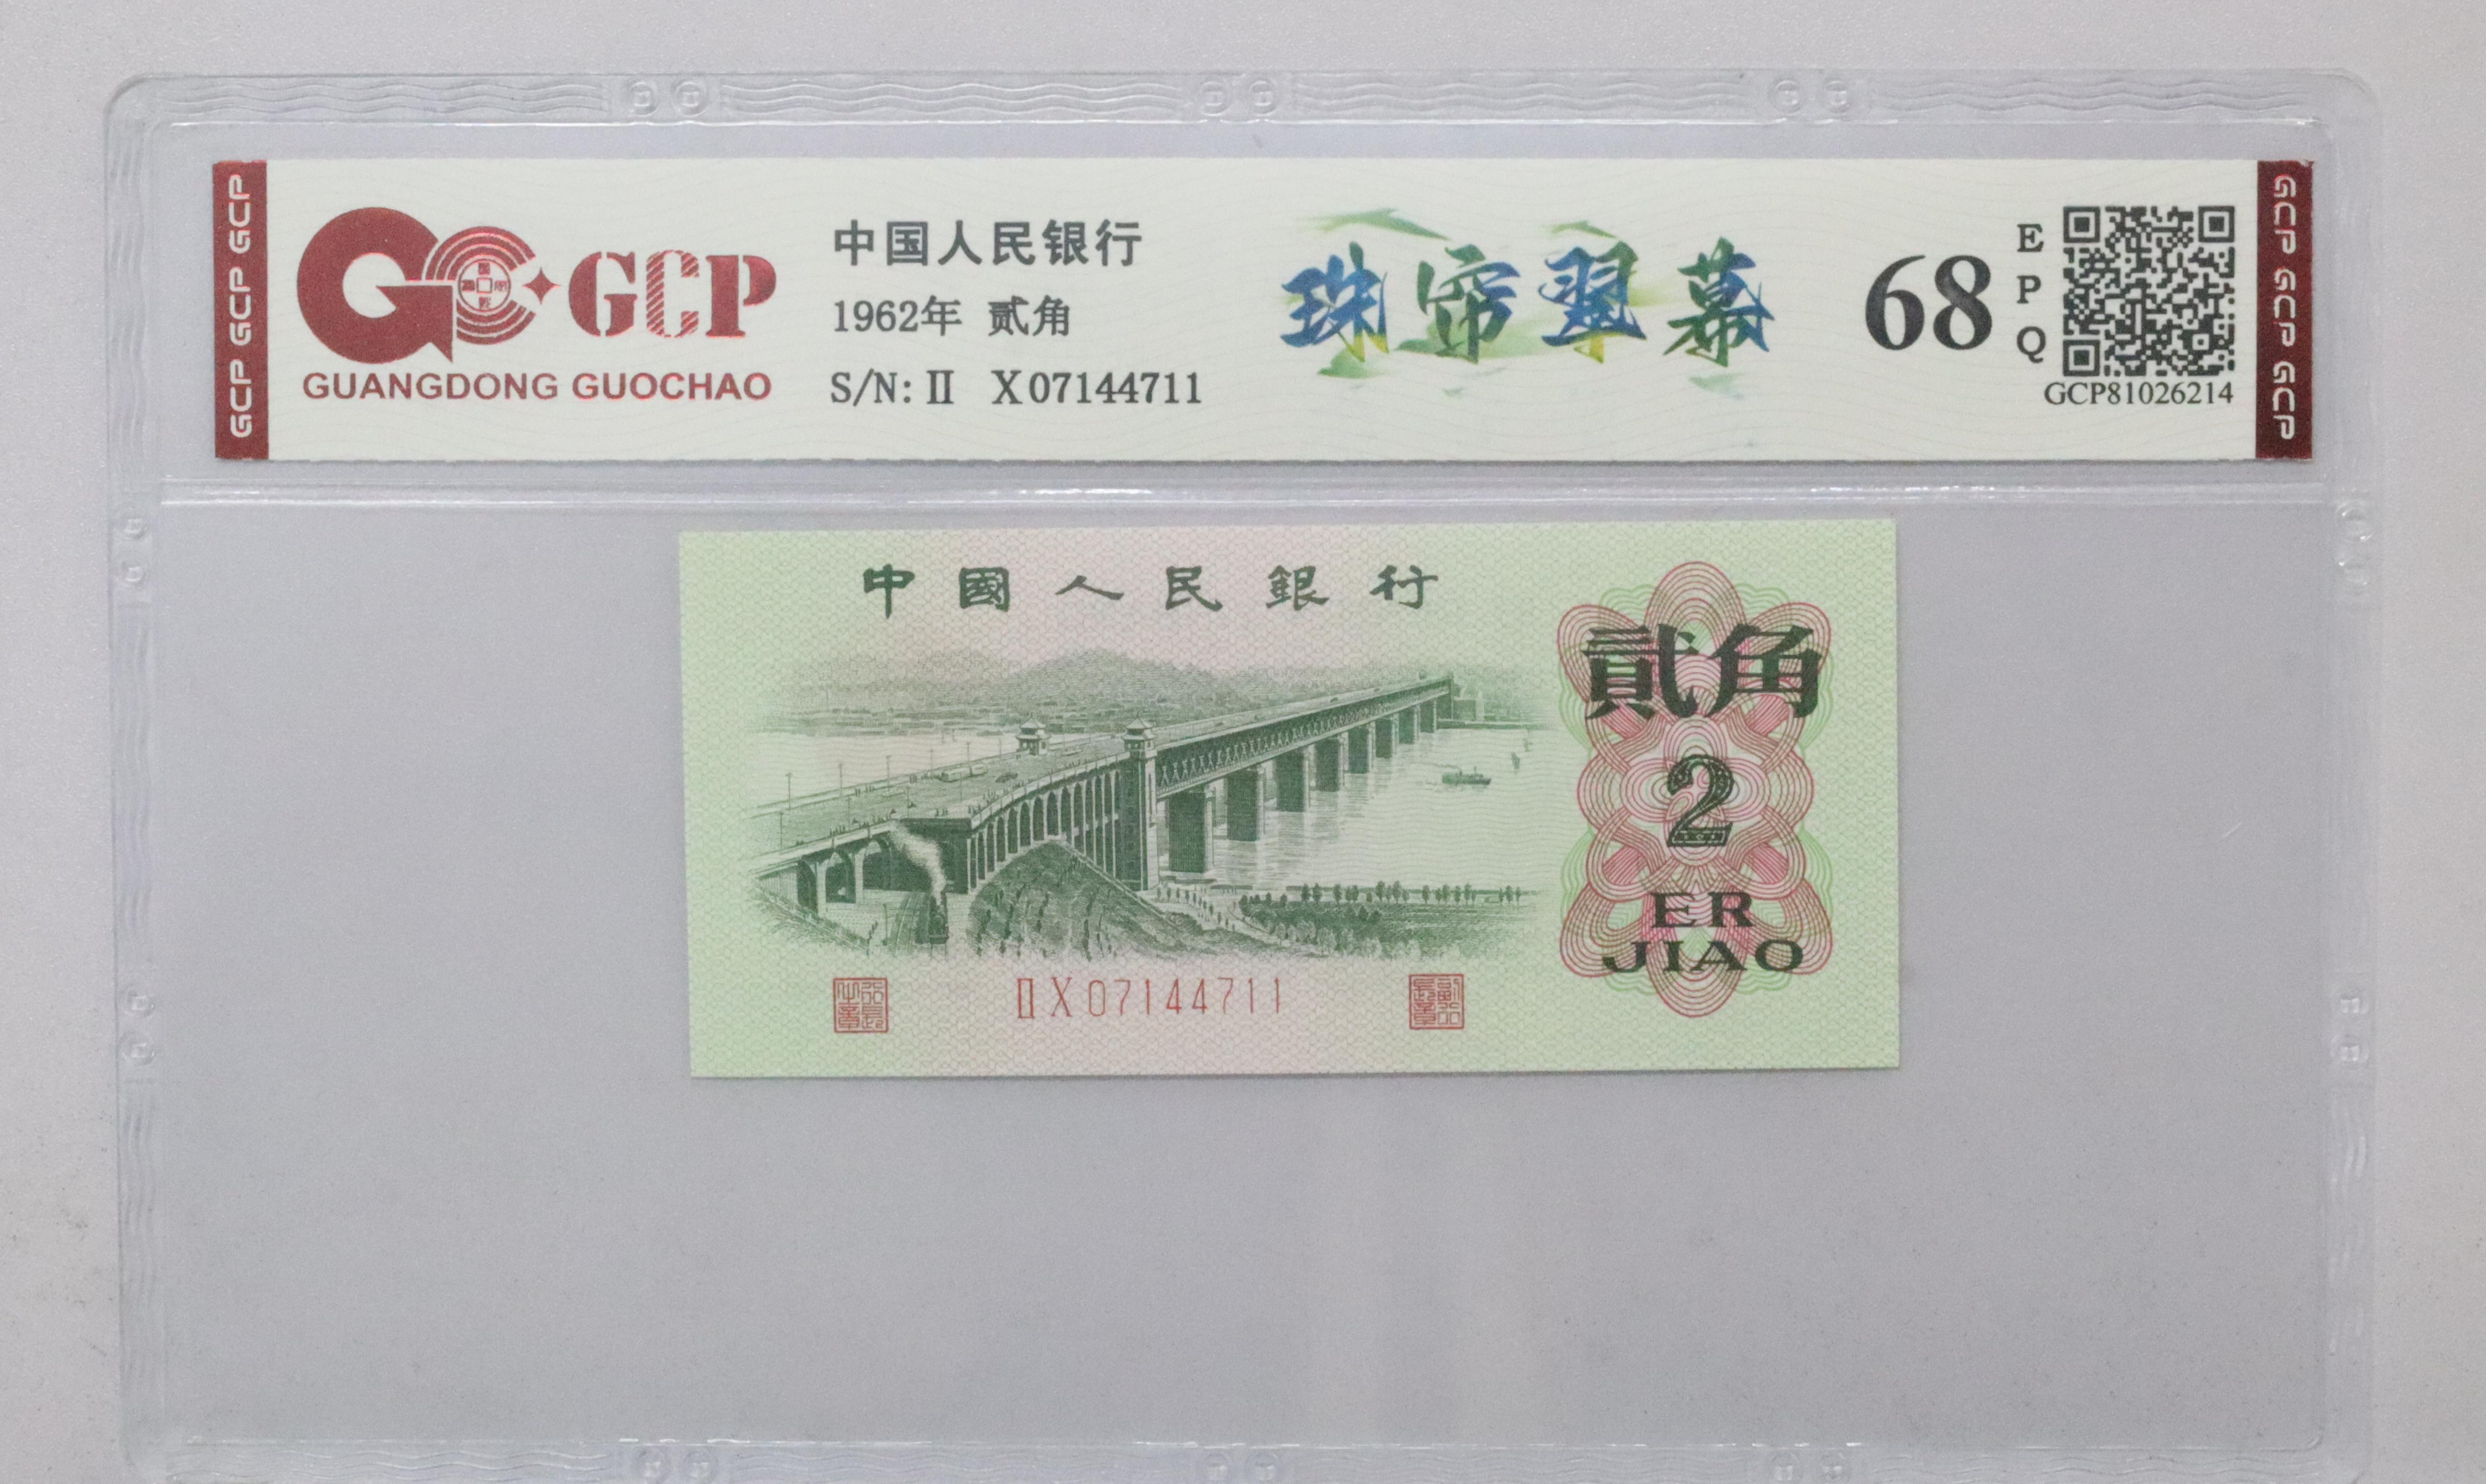 GCP GCP GCP
GCP
GUANGDONG GUOCHAO
中国人民银行
1962年 贰角
S/N: II X07144711
珠帘翠幕
68
E
P
Q
GCP81026214
GCP GCP GCP
中國人民銀行
貳角
2
ER
JIAO
IIX07144711